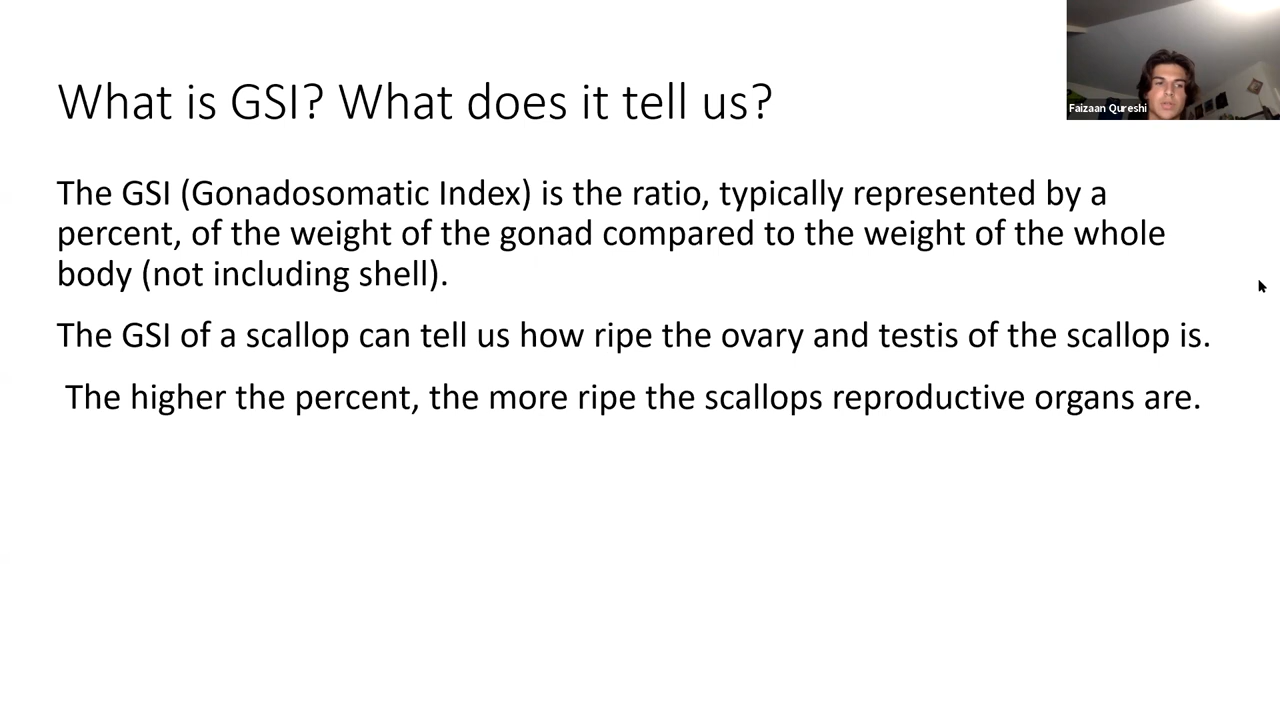 What is GSI? What does it tell us?
Faizaan Qureshi
The GSI (Gonadosomatic Index) is the ratio, typically represented by a
percent, of the weight of the gonad compared to the weight of the whole
body (not including shell).
The GSI of a scallop can tell us how ripe the ovary and testis of the scallop is.
The higher the percent, the more ripe the scallops reproductive organs are.